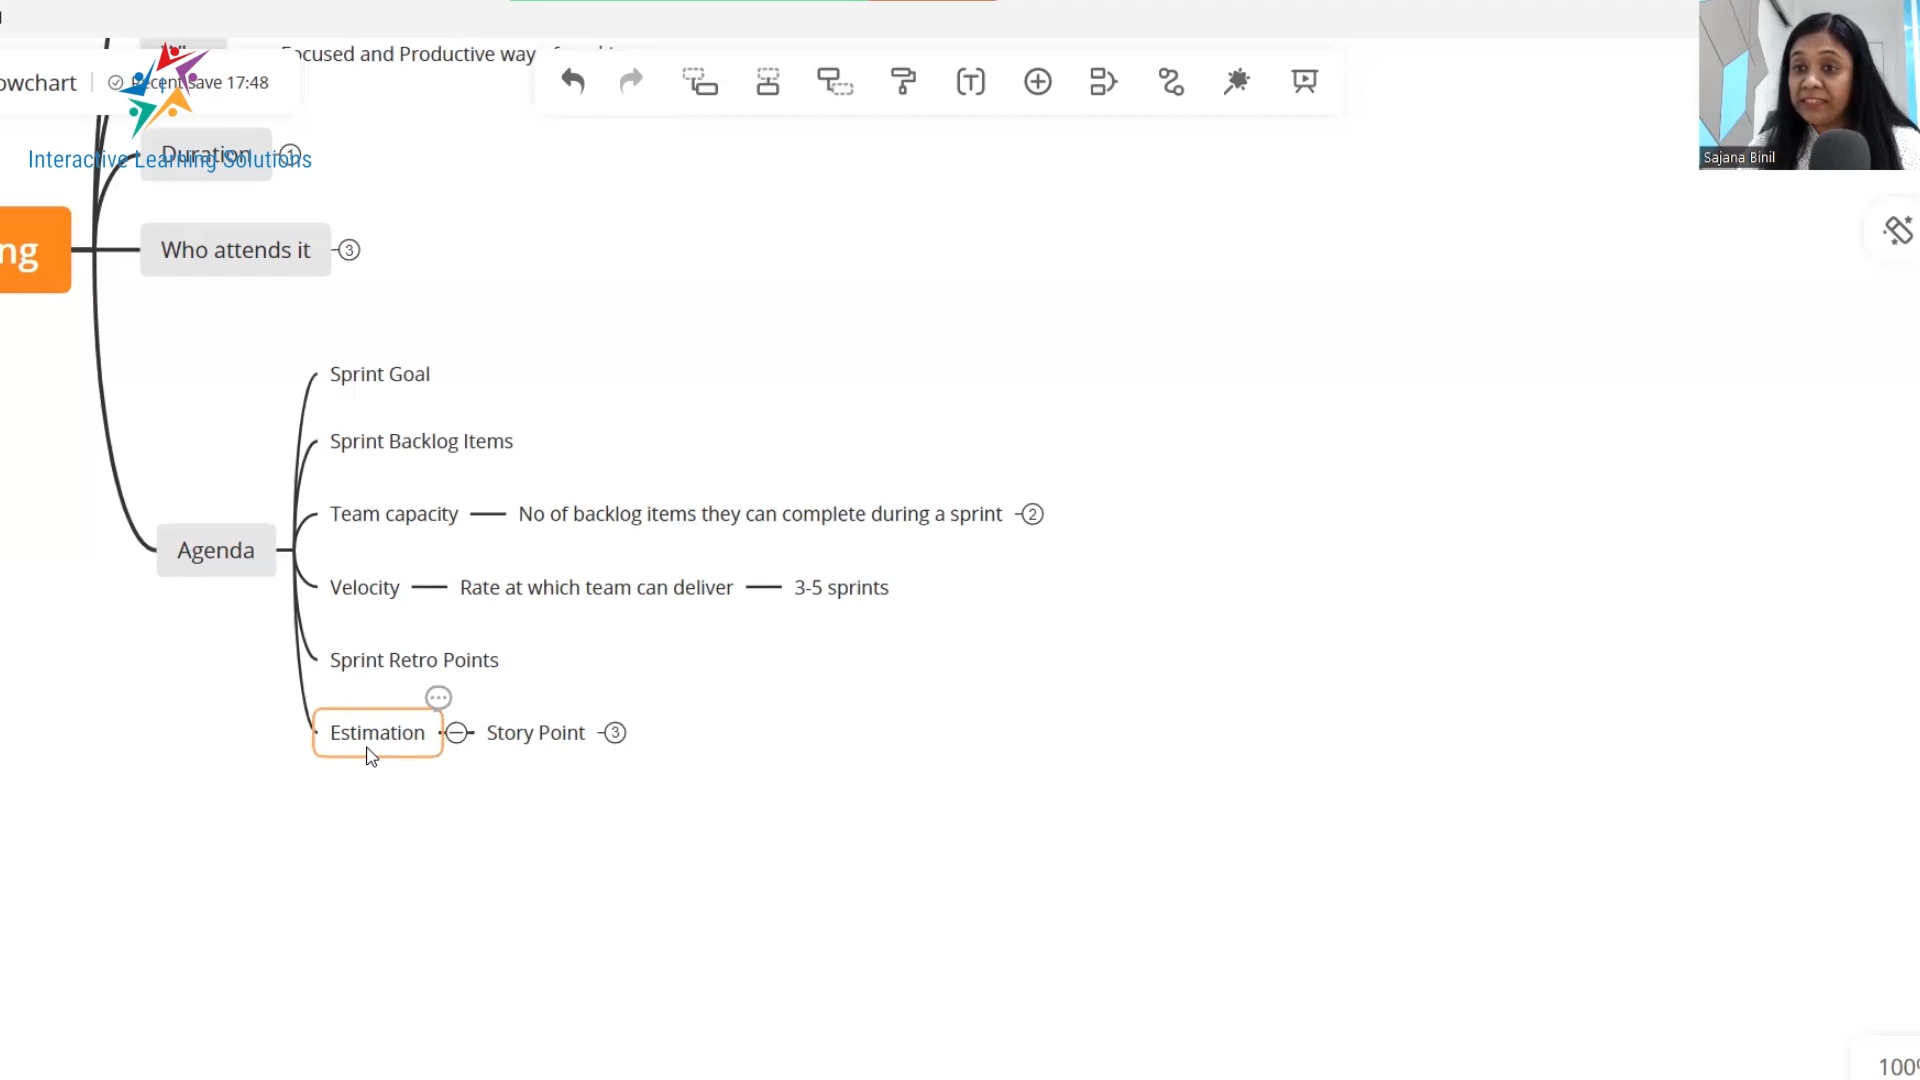 Focused and Productive way
owchart
Recent save 17:48
Interactive Learning Solutions
Duration
1
Sajana Binil
ng
Who attends it
3
Sprint Goal
Sprint Backlog Items
Team capacity
No of backlog items they can complete during a sprint
2
Agenda
Velocity
Rate at which team can deliver
3-5 sprints
Sprint Retro Points
Estimation
Story Point
3
100%